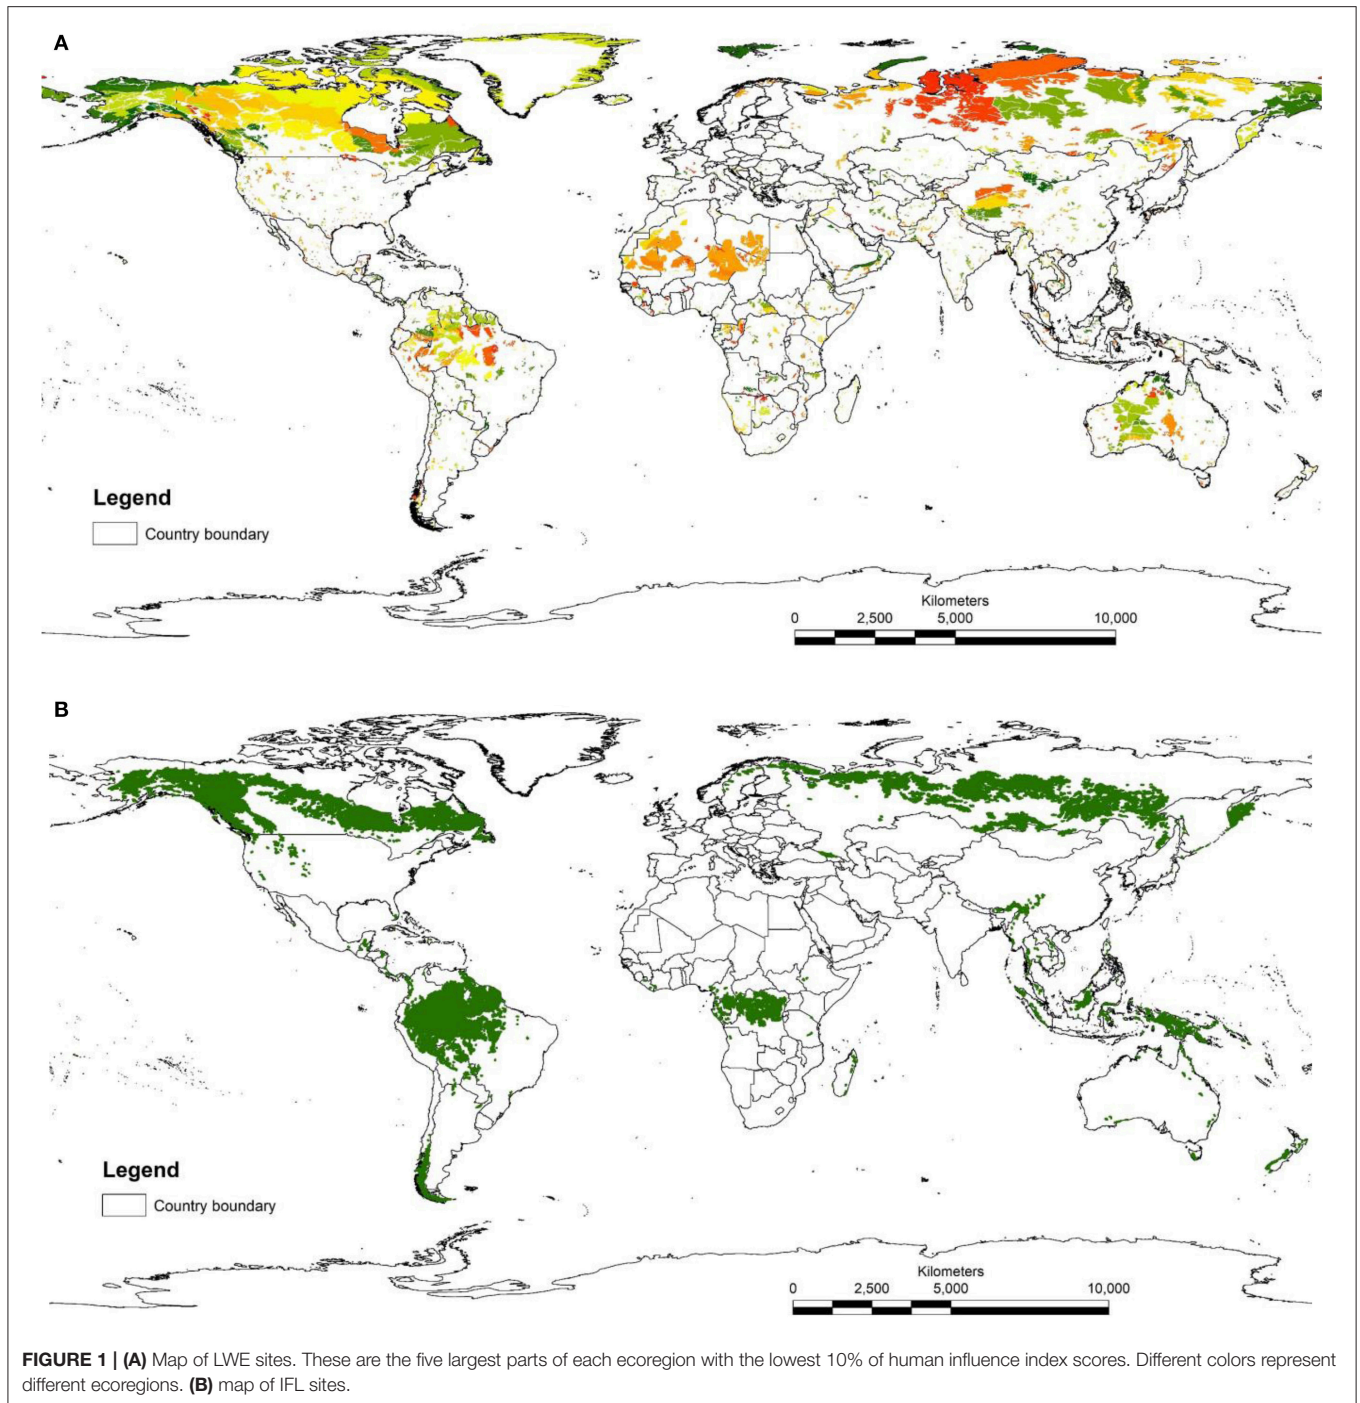 A
Legend
Country boundary
Kilometers
0 2,500 5,000 10,000
B
Legend
Country boundary
Kilometers
0 2,500 5,000 10,000
FIGURE 1 | (A) Map of LWE sites. These are the five largest parts of each ecoregion with the lowest 10% of human influence index scores. Different colors represent
different ecoregions. (B) map of IFL sites.